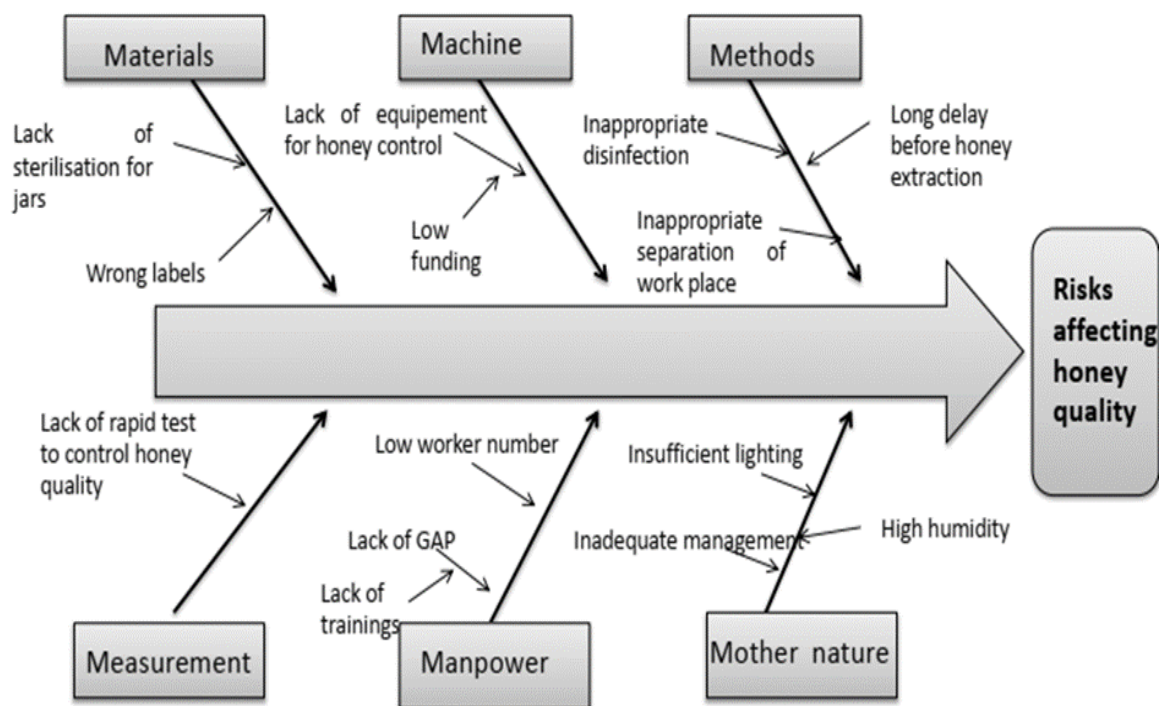 Materials
Machine
Methods
Lack of
sterilisation for
jars
Wrong labels
Lack of equipement
for honey control
Low
funding
Inappropriate
disinfection
Long delay
before honey
extraction
Inappropriate
separation of
work place
Risks
affecting
honey
quality
Lack of rapid test
to control honey
quality
Low worker number
Lack of GAP
Lack of
trainings
Insufficient lighting
Inadequate management
High humidity
Measurement
Manpower
Mother nature